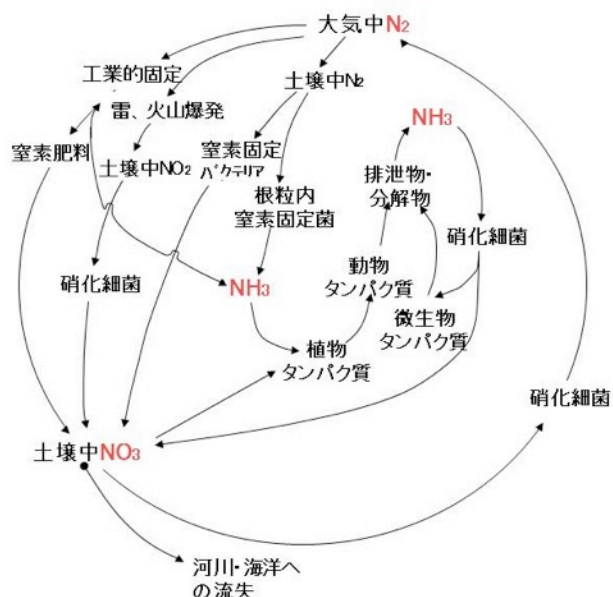 大気中N₂
工業的固定
土壌中N₂
雷、火山爆発
NH₃
窒素肥料
土壌中NO₂
窒素固定
バクテリア
排泄物・
分解物
根粒内
窒素固定菌
硝化細菌
動物
タンパク質
硝化細菌
NH₃
微生物
タンパク質
植物
タンパク質
硝化細菌
土壌中NO₃
河川・海洋へ
の流失